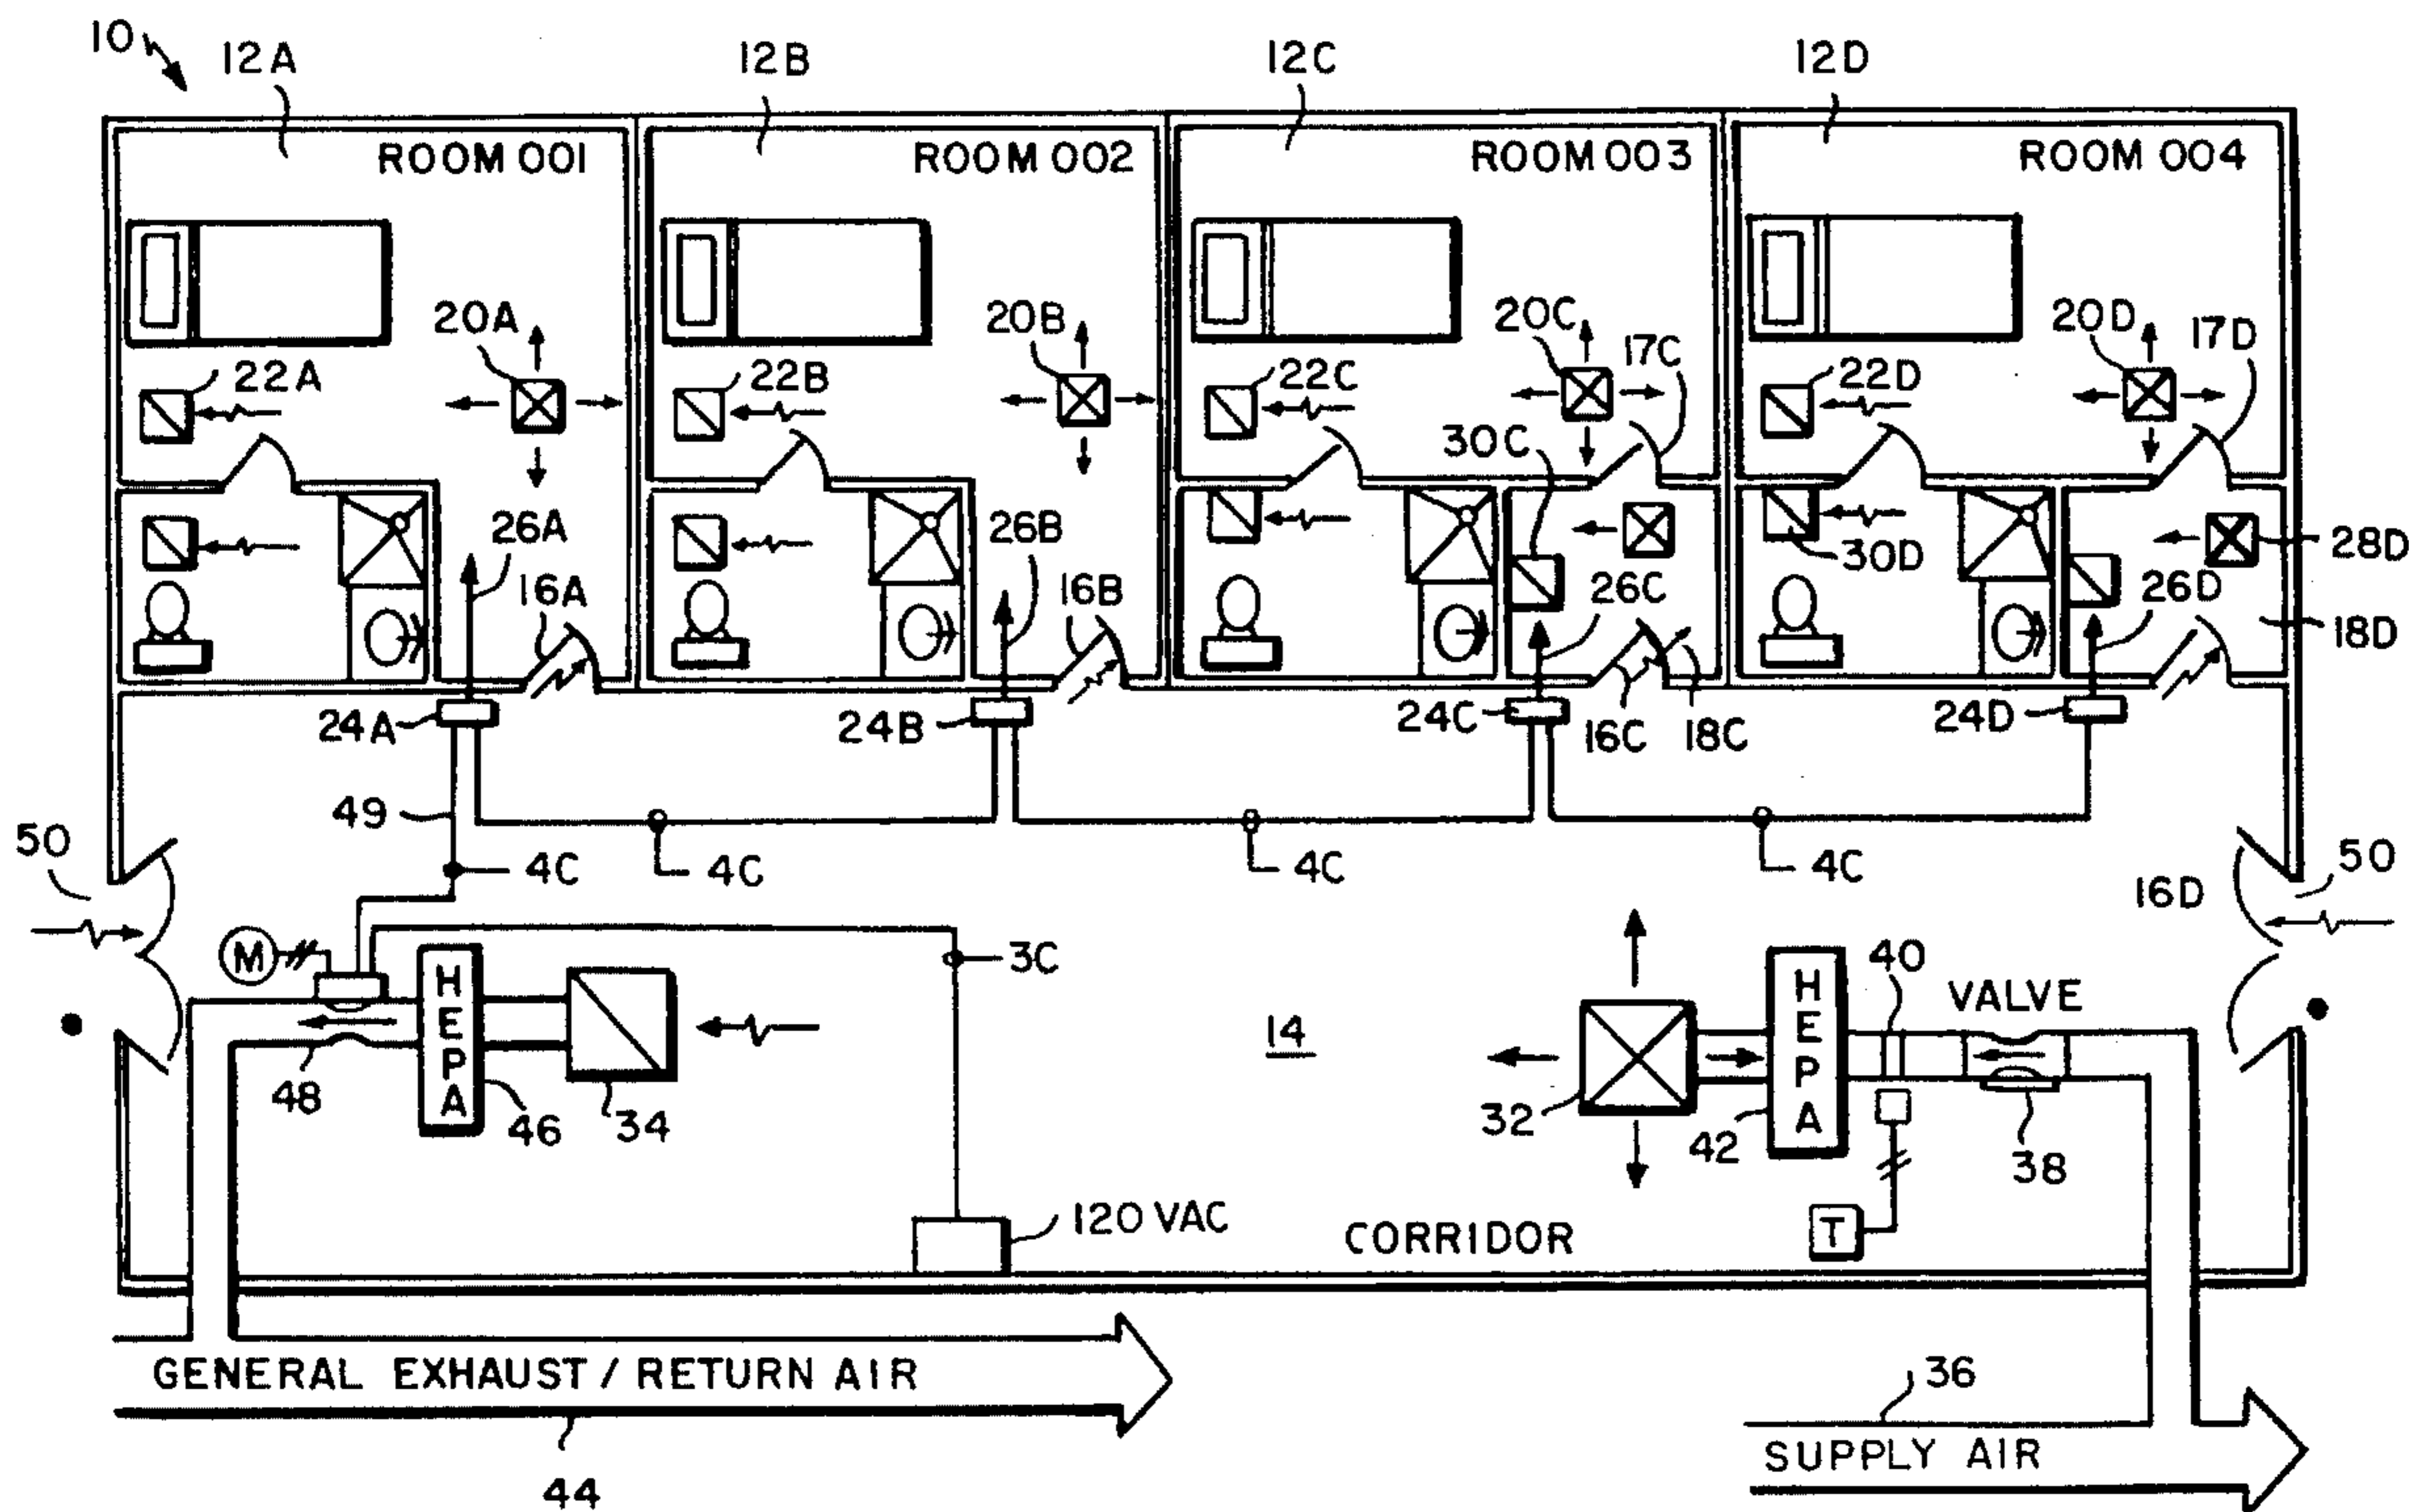 10
12A
12B
12C
12D
ROOM 001
ROOM 002
ROOM 003
ROOM 004
20A
20B
20C
17C
20D
17D
22A
22B
22C
22D
30C
26A
26B
30D
28D
16A
16B
26C
26D
18D
24A
24B
24C
16C
18C
24D
49
50
4C
4C
4C
4C
16D
50
M
HEPA
3C
HEPA
40
VALVE
14
48
46
34
32
42
38
120 VAC
CORRIDOR
T
GENERAL EXHAUST / RETURN AIR
36
SUPPLY AIR
44